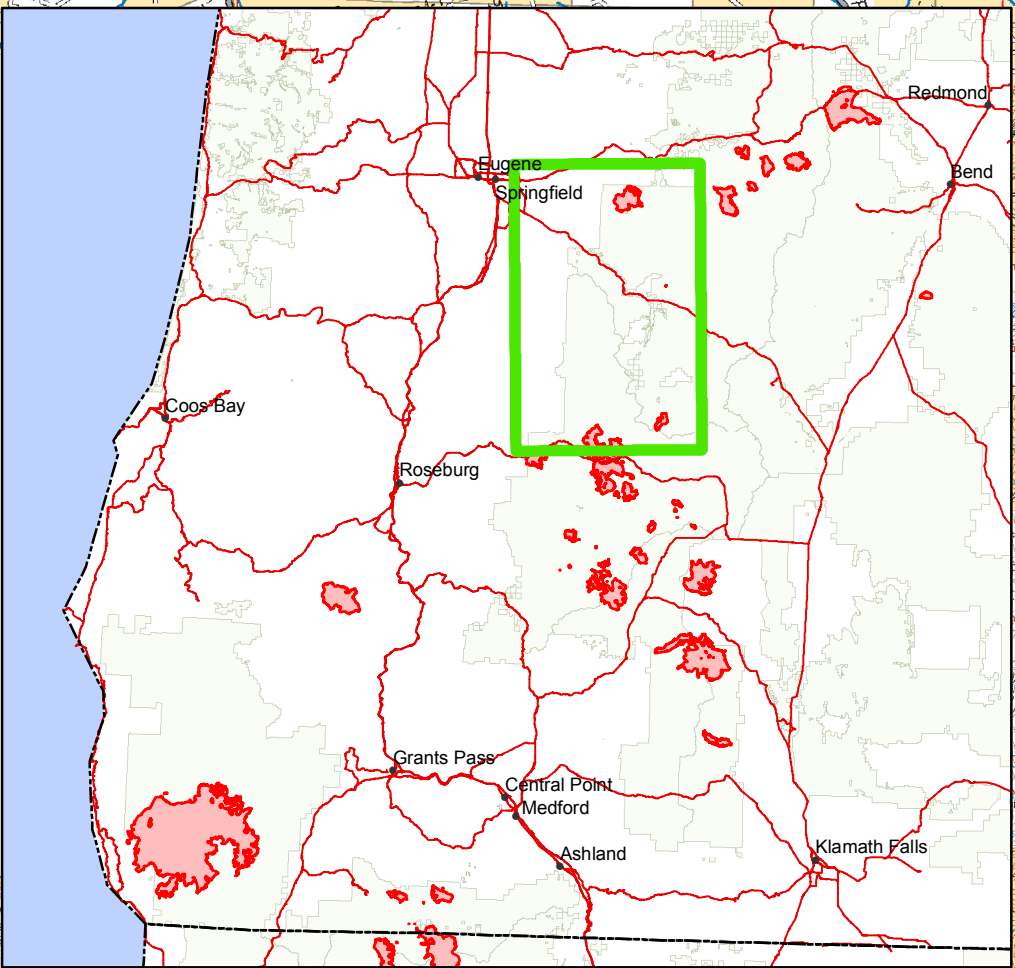 Redmond
Eugene
Bend
Springfield
Coos Bay
Roseburg
Grants Pass
Central Point
Medford
Klamath Falls
Ashland